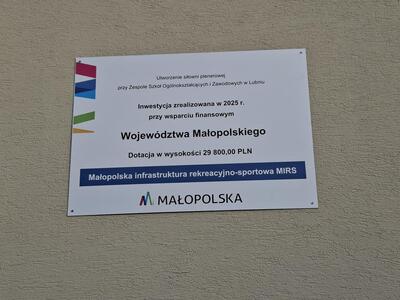 Utworzenie siłowni plenerowej
przy Zespole Szkół Ogólnokształcących i Zawodowych w Lubniu
Inwestycja zrealizowana w 2025 r.
przy wsparciu finansowym
Województwa Małopolskiego
Dotacja w wysokości 29 800,00 PLN
Małopolska infrastruktura rekreacyjno-sportowa MIRS
MAŁOPOLSKA